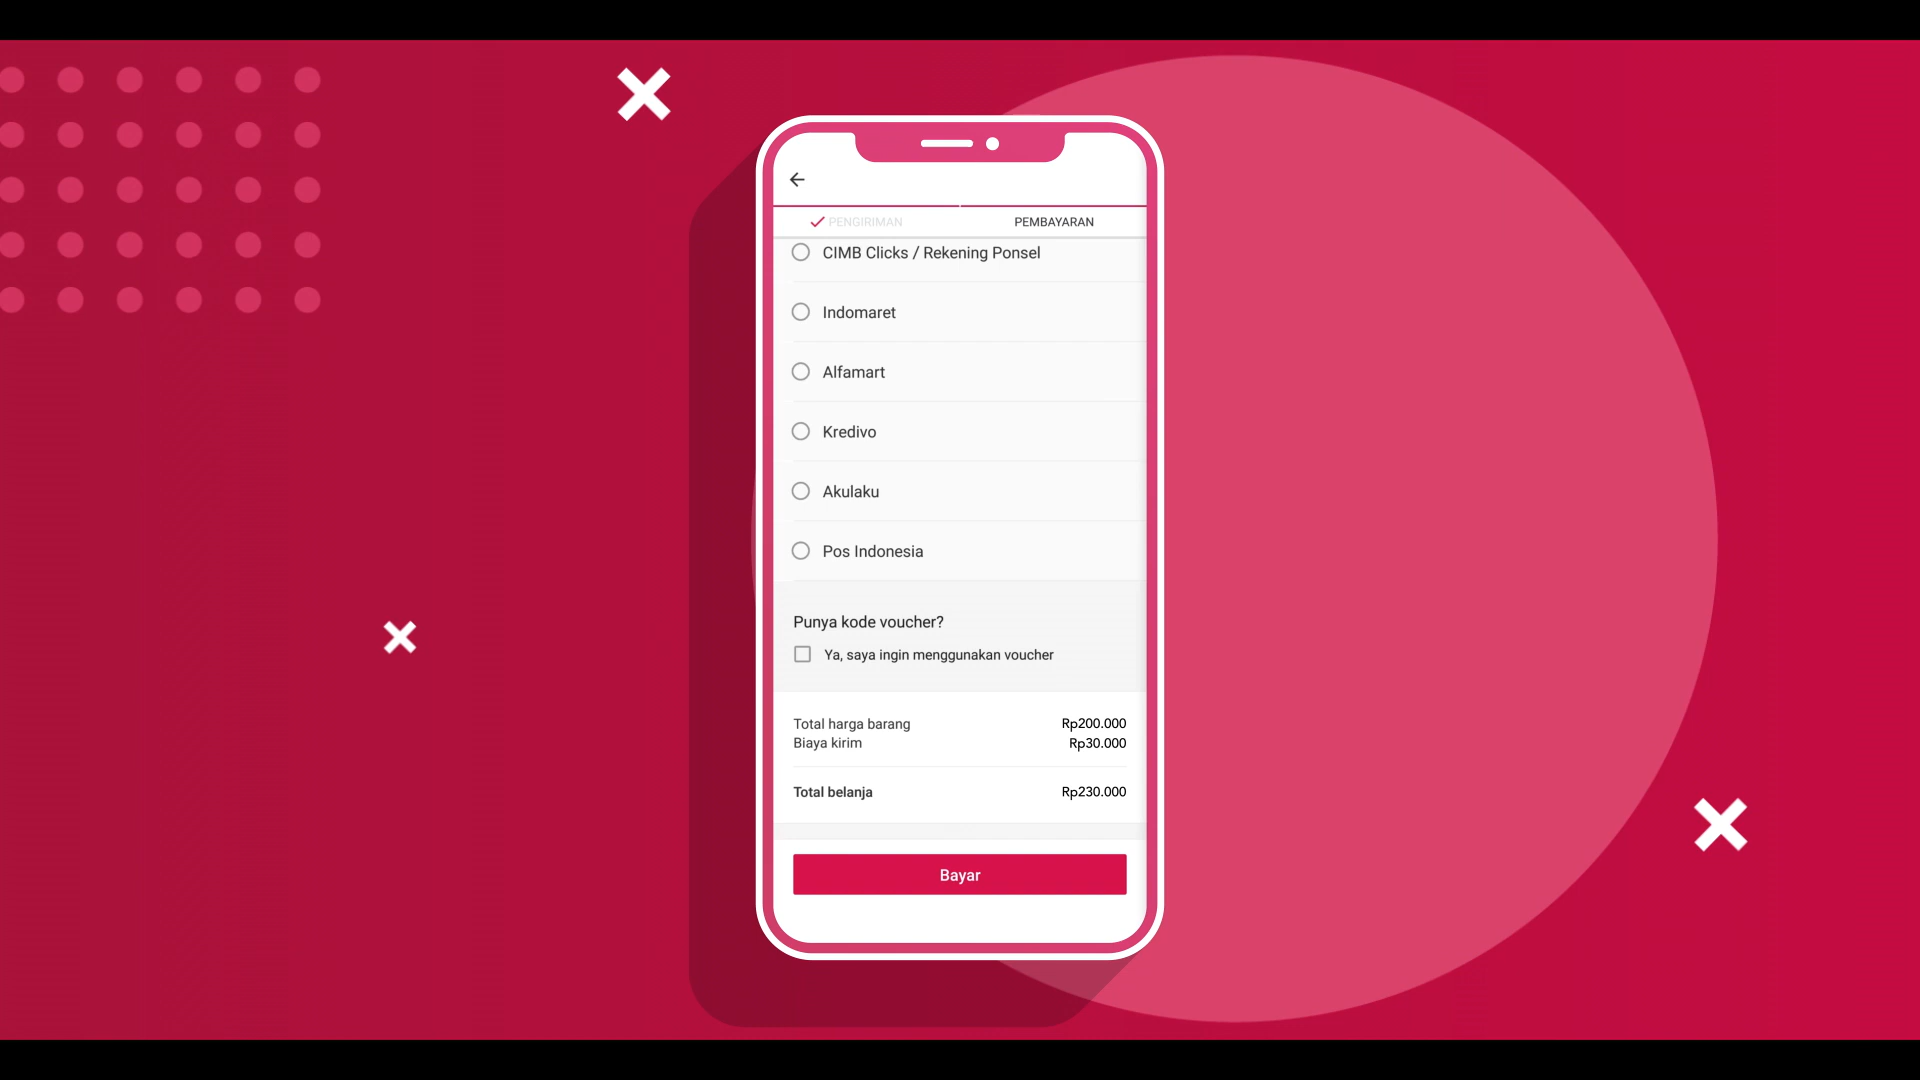 PENGIRIMAN
PEMBAYARAN
CIMB Clicks / Rekening Ponsel
Indomaret
Alfamart
Kredivo
Akulaku
Pos Indonesia
Punya kode voucher?
Ya, saya ingin menggunakan voucher
Total harga barang Rp200.000
Biaya kirim Rp30.000
Total belanja Rp230.000
Bayar